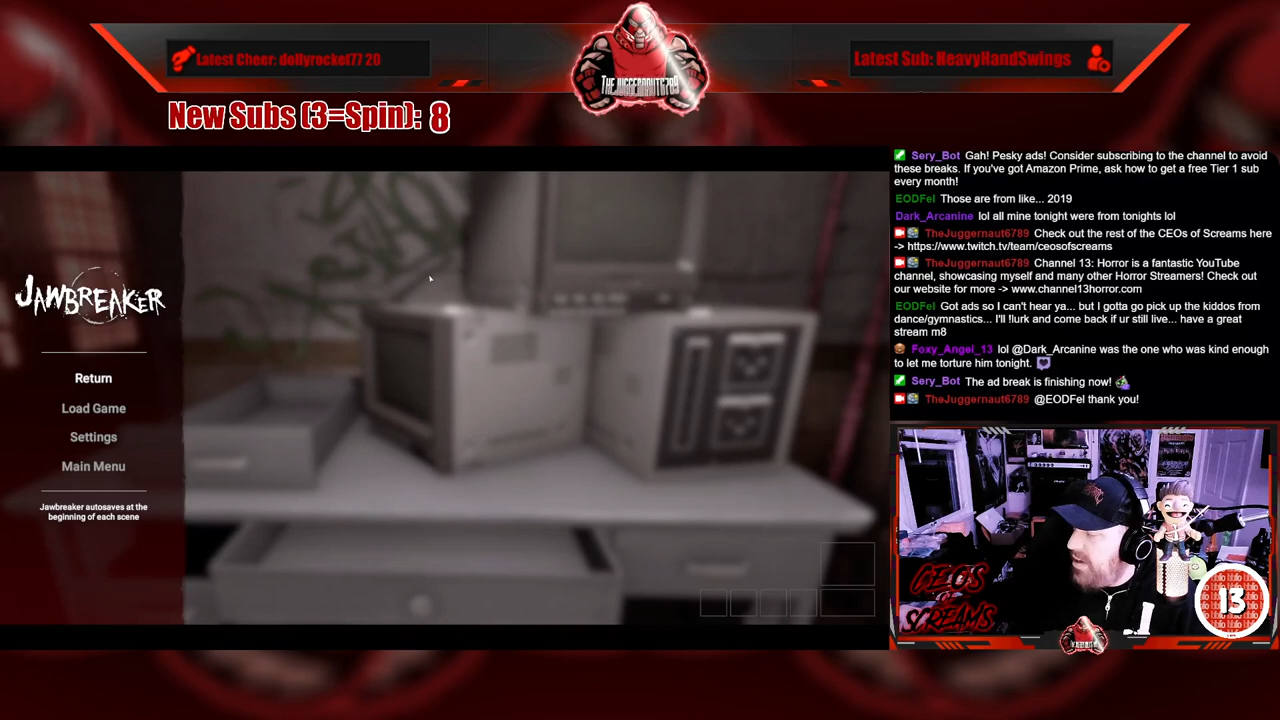 Latest Cheer: dollyrocket77 20
THEJUGGERNAUT6789
Latest Sub: HeavyHandSwings
New Subs (3=Spin): 8
JAWBREAKER
Return
Load Game
Settings
Main Menu
Jawbreaker autosaves at the
beginning of each scene
Sery_Bot Gah! Pesky ads! Consider subscribing to the channel to avoid
these breaks. If you've got Amazon Prime, ask how to get a free Tier 1 sub
every month!
EODFel Those are from like... 2019
Dark_Arcanine lol all mine tonight were from tonights lol
TheJuggernaut6789 Check out the rest of the CEOs of Screams here
-> https://www.twitch.tv/team/ceosofscreams
TheJuggernaut6789 Channel 13: Horror is a fantastic YouTube
channel, showcasing myself and many other Horror Streamers! Check out
our website for more -> www.channel13horror.com
EODFel Got ads so I can't hear ya... but I gotta go pick up the kiddos from
dance/gymnastics... I'll !lurk and come back if ur still live... have a great
stream m8
Foxy_Angel_13 lol @Dark_Arcanine was the one who was kind enough
to let me torture him tonight.
Sery_Bot The ad break is finishing now!
TheJuggernaut6789 @EODFel thank you!
CEO'S
OF
SCREAMS
13